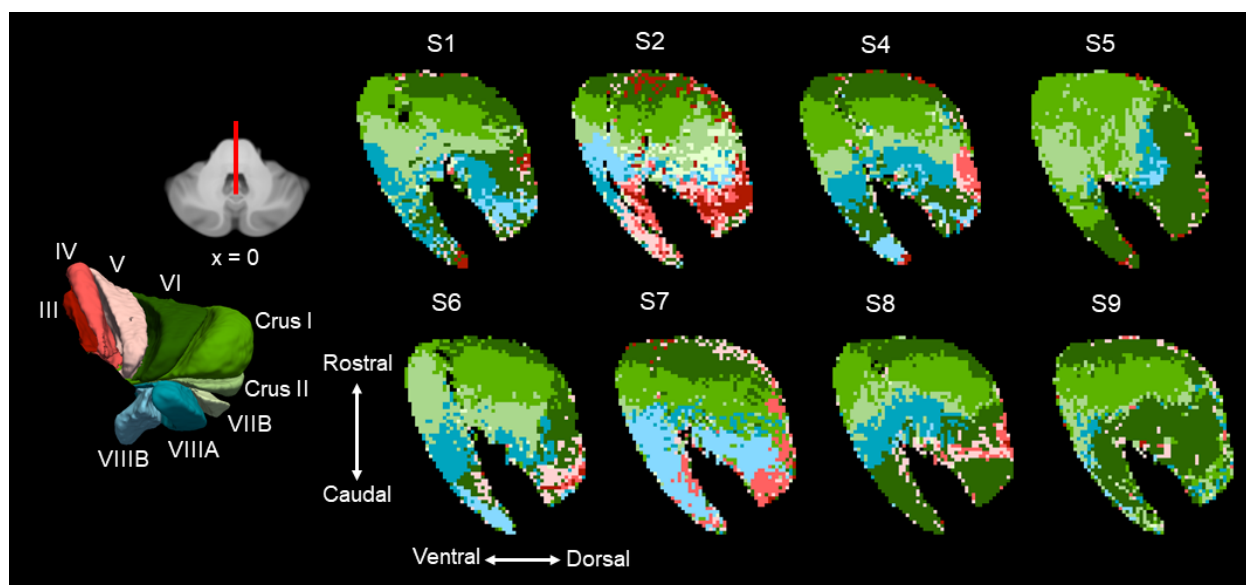 S1
S2
S4
S5
x = 0
IV
V
VI
III
Crus I
Crus II
VIIB
VIIIA
VIIIB
S6
S7
S8
S9
Rostral
Caudal
Ventral
Dorsal